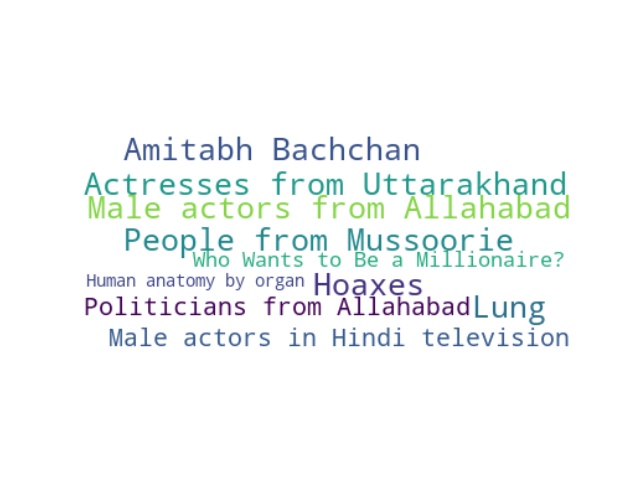 Amitabh Bachchan
Actresses from Uttarakhand
Male actors from Allahabad
People from Mussoorie
Who Wants to Be a Millionaire?
Human anatomy by organ Hoaxes
Politicians from Allahabad Lung
Male actors in Hindi television